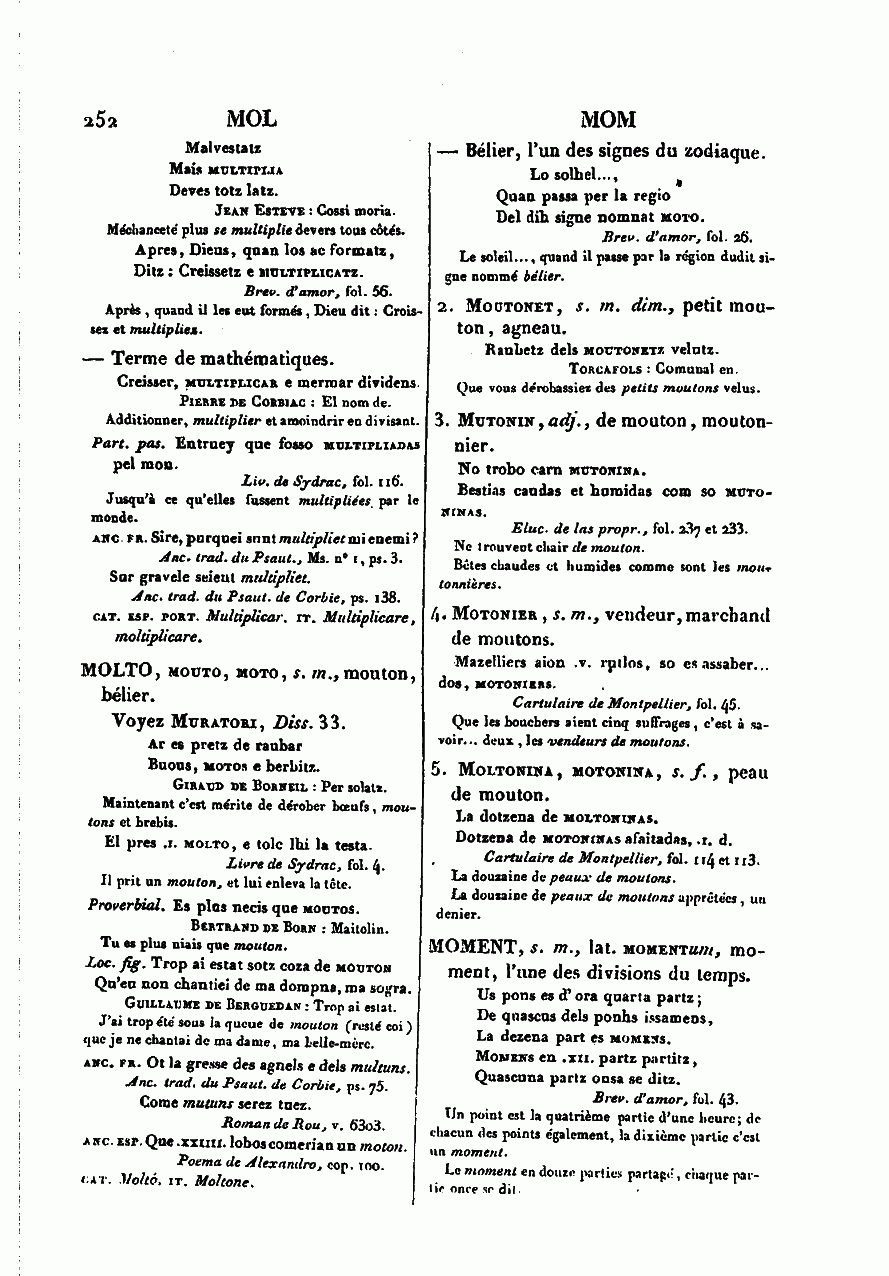 252 MOL MOM
Malvestatz
Mais MULTIPLIA
Deves totz latz.
JEAN ESTEVE : Cossi moria.
Méchanceté plus se multiplie devers tous côtés.
Apres, Dieus, quan los ac formatz,
Ditz : Creissetz e MULTIPLICATZ.
Brev. d'amor, fol. 56.
Après, quand il les eut formés, Dieu dit : Crois-
sez et multipliez.
— Terme de mathématiques.
Creisser, MULTIPLICAR e mermar dividens.
PIERRE DE CORBIAC : El nom de.
Additionner, multiplier et amoindrir en divisant.
Part. pas. Entruey que fosso MULTIPLIADAS
pel mon.
Liv. de Sydrac, fol. 116.
Jusqu'à ce qu'elles fussent multipliées par le
monde.
ANC. FR. Sire, purquei sunt multipliet mi enemi?
Anc. trad. du Psaut., Ms. n° 1, ps. 3.
Sur gravele seient multipliet.
Anc. trad. du Psaut. de Corbie, ps. 138.
CAT. ESP. PORT. Multiplicar. IT. Multiplicare,
moltiplicare.
MOLTO, MOUTO, MOTO, s. m., mouton,
bélier.
Voyez MURATORI, Diss. 33.
Ar es pretz de raubar
Buous, MOTOS e berbitz.
GIRAUD DE BORNEIL : Per solatz.
Maintenant c'est mérite de dérober bœufs, mou-
tons et brebis.
El pres .I. MOLTO, e tolc lhi la testa.
Livre de Sydrac, fol. 4.
Il prit un mouton, et lui enleva la tête.
Proverbial. Es plus necis que MOUTOS.
BERTRAND DE BORN : Maitolin.
Tu es plus niais que mouton.
Loc. fig. Trop ai estat sotz coza de MOUTON
Qu'eu non chantiei de ma dompna, ma sogra.
GUILLAUME DE BERGUEDAN : Trop ai estat.
J'ai trop été sous la queue de mouton (resté coi)
que je ne chantai de ma dame, ma belle-mère.
ANC. FR. Ot la gresse des agnels e dels multuns.
Anc. trad. du Psaut. de Corbie, ps. 75.
Come mutuns serez tuez.
Roman de Rou, v. 6303.
ANC. ESP. Que .XXIIII. lobos comerian un moton.
Poema de Alexandro, cop. 100.
CAT. Moltó. IT. Moltone.
— Bélier, l'un des signes du zodiaque.
Lo solhel...,
Quan passa per la regio
Del dih signe nomnat MOTO.
Brev. d'amor, fol. 26.
Le soleil..., quand il passe par la région dudit si-
gne nommé bélier.
2. MOUTONET, s. m. dim., petit mou-
ton, agneau.
Raubetz dels MOUTONETZ velutz.
TORCAFOLS : Comunal en.
Que vous dérobassiez des petits moutons velus.
3. MUTONIN, adj., de mouton, mouton-
nier.
No trobo carn MUTONINA.
Bestias caudas et humidas com so MUTO-
NINAS.
Eluc. de las propr., fol. 237 et 233.
Ne trouvent chair de mouton.
Bêtes chaudes et humides comme sont les mou-
tonnières.
4. MOTONIER, s. m., vendeur, marchand
de moutons.
Mazelliers aion .v. rpilos, so es assaber...
dos, MOTONIERS.
Cartulaire de Montpellier, fol. 45.
Que les bouchers aient cinq suffrages, c'est à sa-
voir... deux, les vendeurs de moutons.
5. MOLTONINA, MOTONINA, s. f., peau
de mouton.
La dotzena de MOLTONINAS.
Dotzena de MOTONINAS afaitadas, .I. d.
Cartulaire de Montpellier, fol. 114 et 113.
La douzaine de peaux de moutons.
La douzaine de peaux de moutons apprêtées, un
denier.
MOMENT, s. m., lat. MOMENTum, mo-
ment, l'une des divisions du temps.
Us pons es d'ora quarta partz;
De quascus dels ponhs issamens,
La dezena part es MOMENS.
MOMENS en .XII. partz partitz,
Quascuna partz onsa se ditz.
Brev. d'amor, fol. 43.
Un point est la quatrième partie d'une heure; de
chacun des points également, la dixième partie c'est
un moment.
Le moment en douze parties partagé, chaque par-
tie once se dit.